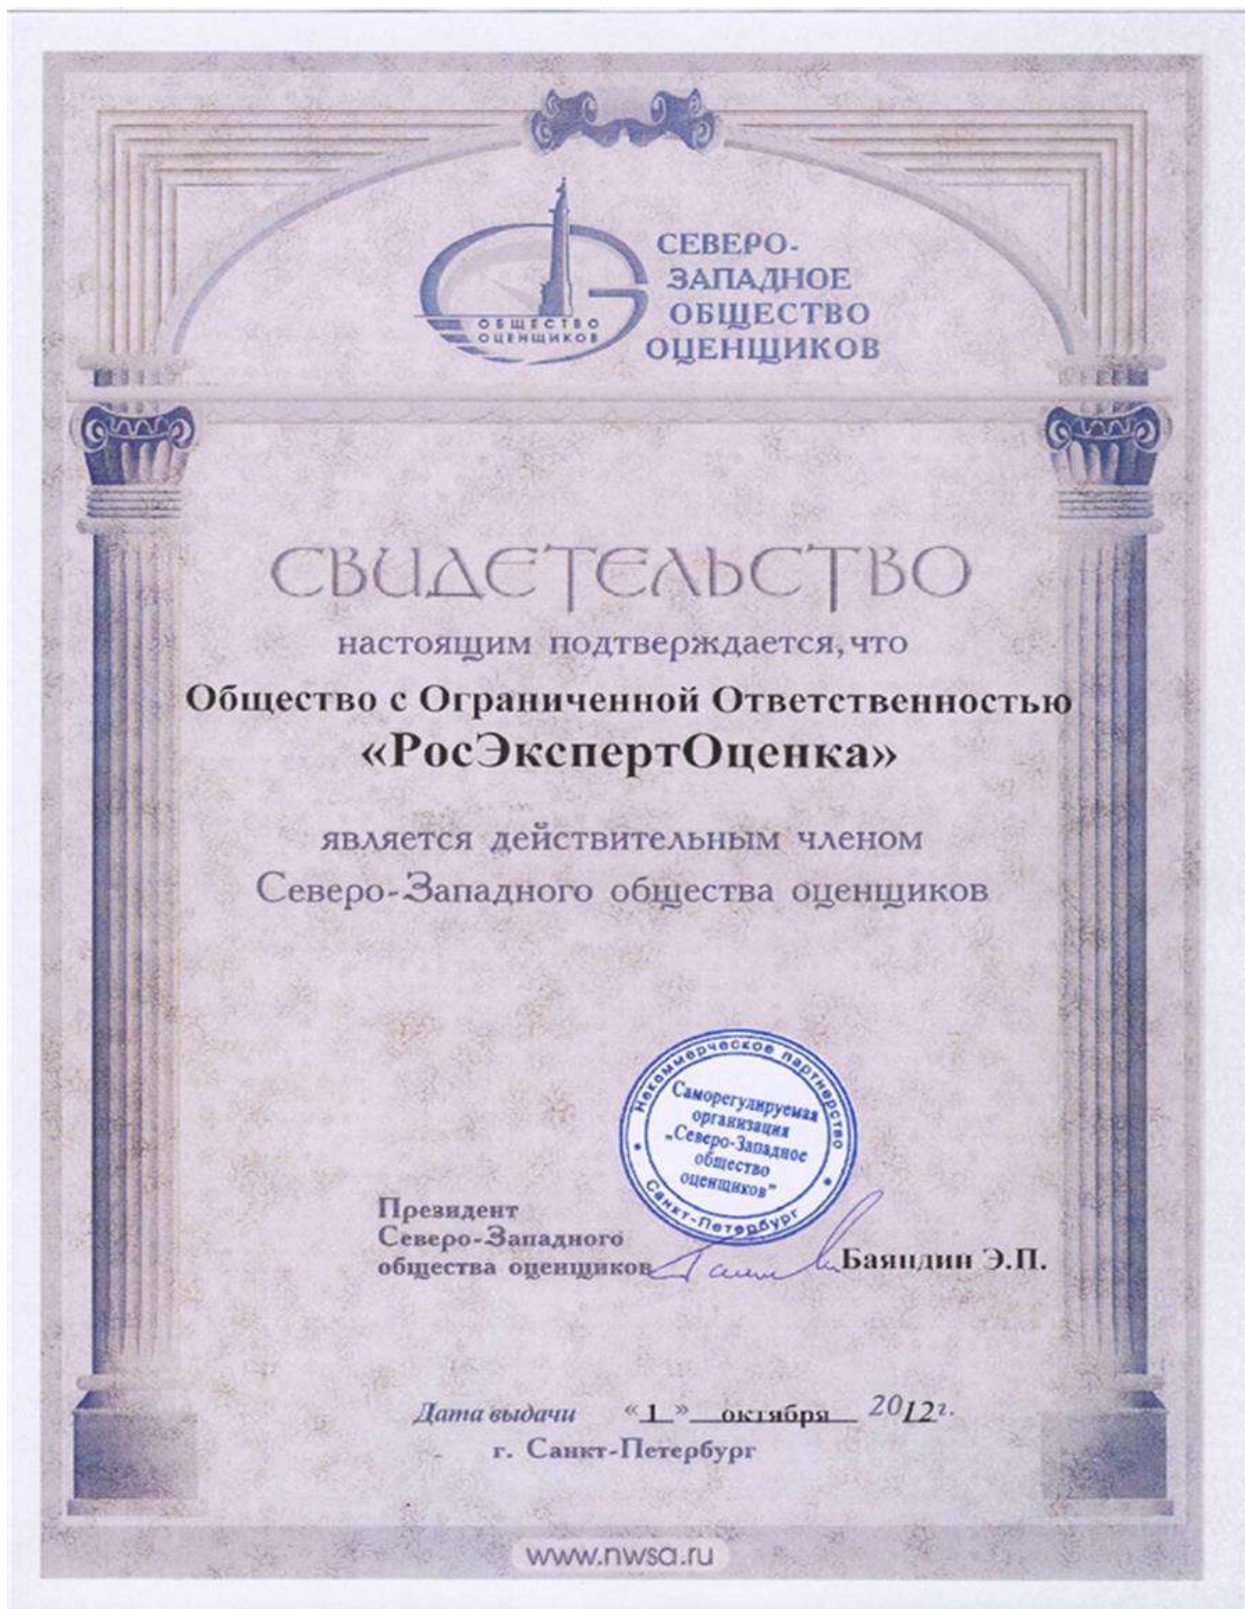 СЕВЕРО-
ЗАПАДНОЕ
ОБЩЕСТВО
ОЦЕНЩИКОВ
ОБЩЕСТВО
ОЦЕНЩИКОВ
СВИДЕТЕЛЬСТВО
настоящим подтверждается, что
Общество с Ограниченной Ответственностью
«РосЭкспертОценка»
является действительным членом
Северо-Западного общества оценщиков
Некоммерческое партнерство
Саморегулируемая
организация
„Северо-Западное
общество
оценщиков"
Санкт-Петербург
Президент
Северо-Западного
общества оценщиков
Баяндин Э.П.
Дата выдачи «1» октября 2012г.
г. Санкт-Петербург
www.nwsa.ru